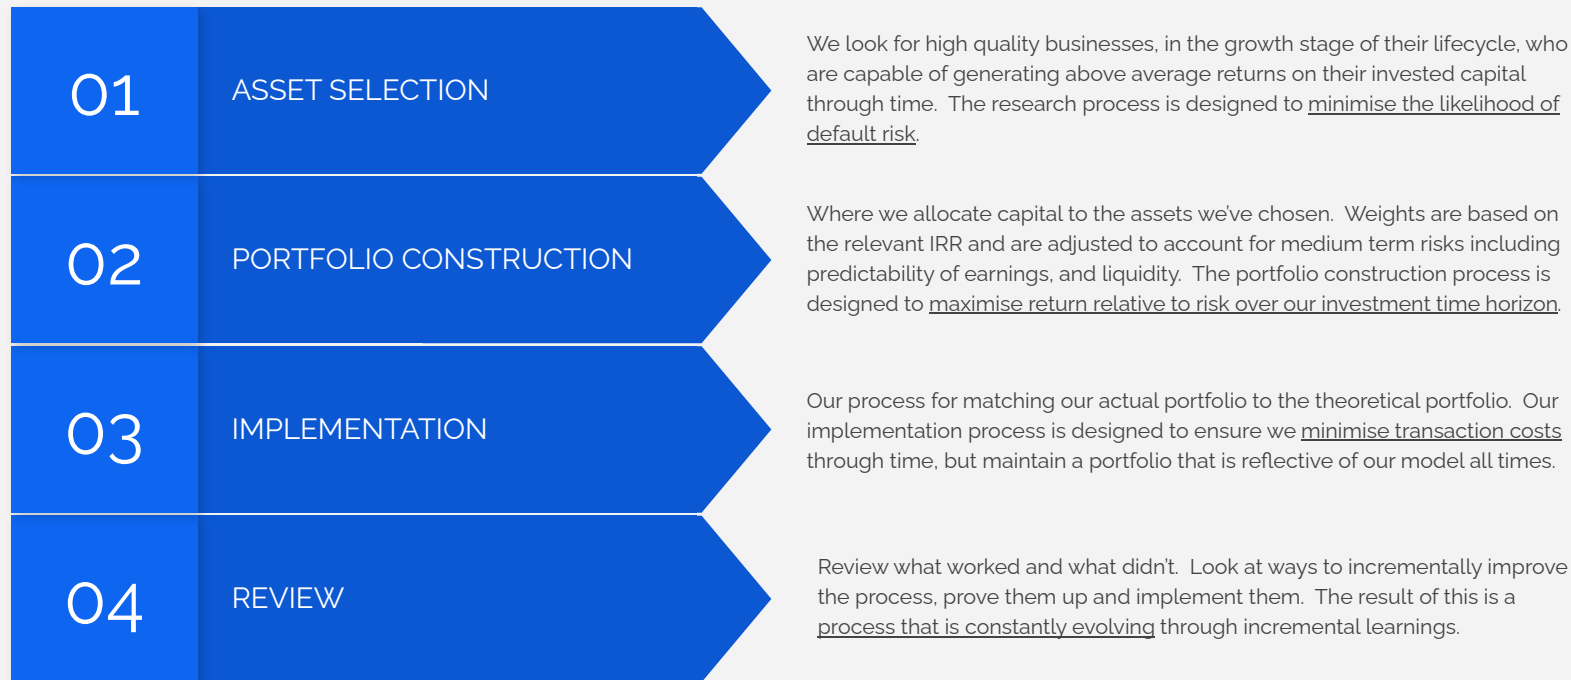 01
ASSET SELECTION
We look for high quality businesses, in the growth stage of their lifecycle, who
are capable of generating above average returns on their invested capital
through time.  The research process is designed to minimise the likelihood of
default risk.
02
PORTFOLIO CONSTRUCTION
Where we allocate capital to the assets we've chosen.  Weights are based on
the relevant IRR and are adjusted to account for medium term risks including
predictability of earnings, and liquidity.  The portfolio construction process is
designed to maximise return relative to risk over our investment time horizon.
03
IMPLEMENTATION
Our process for matching our actual portfolio to the theoretical portfolio.  Our
implementation process is designed to ensure we minimise transaction costs
through time, but maintain a portfolio that is reflective of our model all times.
04
REVIEW
Review what worked and what didn't.  Look at ways to incrementally improve
the process, prove them up and implement them.  The result of this is a
process that is constantly evolving through incremental learnings.